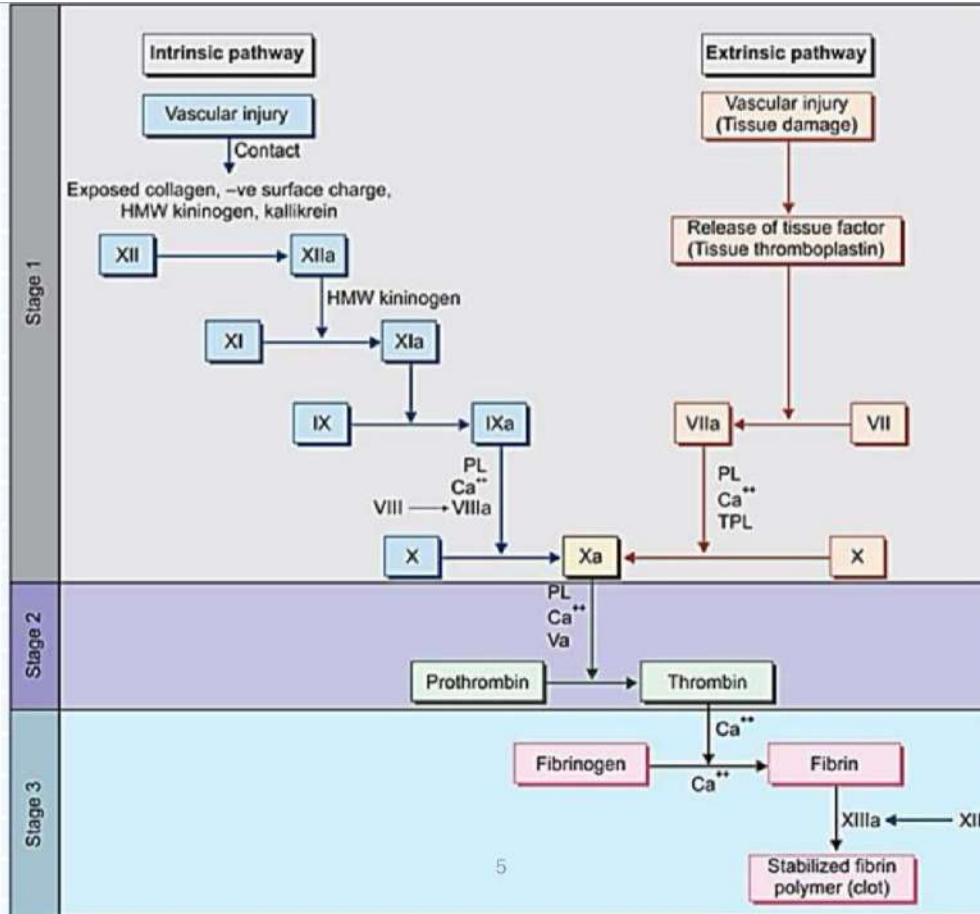 Intrinsic pathway
Extrinsic pathway
Vascular injury
Vascular injury
(Tissue damage)
Contact
Exposed collagen, –ve surface charge,
HMW kininogen, kallikrein
Release of tissue factor
(Tissue thromboplastin)
XII
XIIa
HMW kininogen
XI
XIa
IX
IXa
VIIa
VII
PL
Ca++
VIII
VIIIa
PL
Ca++
TPL
X
Xa
X
Stage 1
PL
Ca++
Va
Prothrombin
Thrombin
Stage 2
Ca++
Fibrinogen
Fibrin
Ca++
XIIIa
XII
Stabilized fibrin
polymer (clot)
Stage 3
5